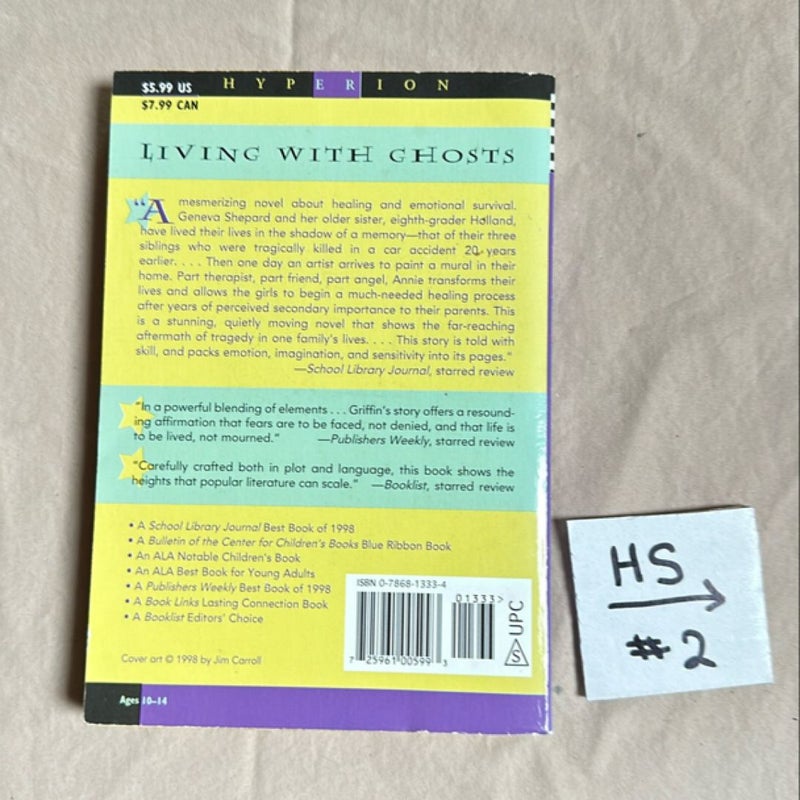 $5.99 US
HYPERION
$7.99 CAN
LIVING WITH GHOSTS
"A mesmerizing novel about healing and emotional survival.
Geneva Shepard and her older sister, eighth-grader Holland,
have lived their lives in the shadow of a memory—that of their three
siblings who were tragically killed in a car accident 20 years
earlier. . . . Then one day an artist arrives to paint a mural in their
home. Part therapist, part friend, part angel, Annie transforms their
lives and allows the girls to begin a much-needed healing process
after years of perceived secondary importance to their parents. This
is a stunning, quietly moving novel that shows the far-reaching
aftermath of tragedy in one family's lives. . . . This story is told with
skill, and packs emotion, imagination, and sensitivity into its pages."
—School Library Journal, starred review
"In a powerful blending of elements . . . Griffin's story offers a resound-
ing affirmation that fears are to be faced, not denied, and that life is
to be lived, not mourned." —Publishers Weekly, starred review
"Carefully crafted both in plot and language, this book shows the
heights that popular literature can scale." —Booklist, starred review
• A School Library Journal Best Book of 1998
• A Bulletin of the Center for Children's Books Blue Ribbon Book
• An ALA Notable Children's Book
• An ALA Best Book for Young Adults
• A Publishers Weekly Best Book of 1998
• A Book Links Lasting Connection Book
• A Booklist Editors' Choice
ISBN 0-7868-1333-4
01333>
7 25961 00599 3
S UPC
Cover art © 1998 by Jim Carroll
Ages 10–14
HS
#2